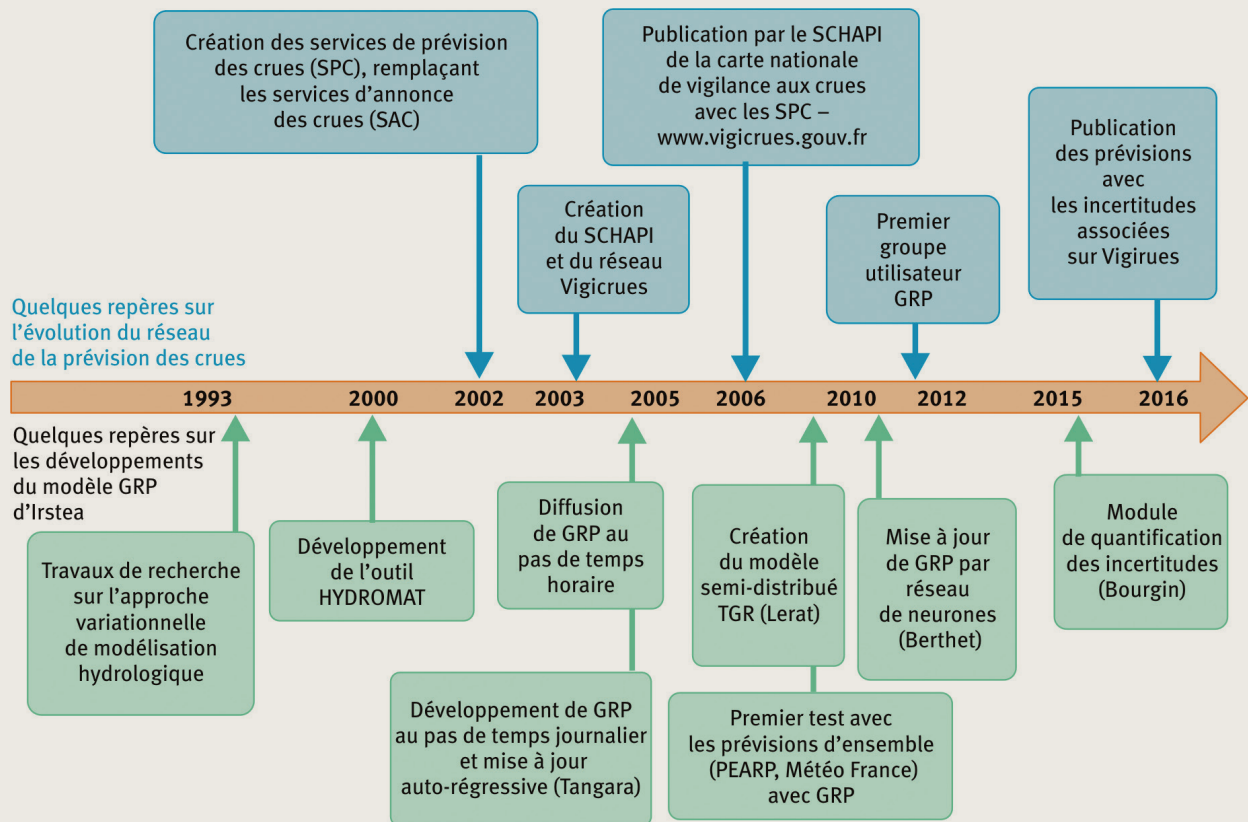 Création des services de prévision
des crues (SPC), remplaçant
les services d'annonce
des crues (SAC)
Publication par le SCHAPI
de la carte nationale
de vigilance aux crues
avec les SPC –
www.vigicrues.gouv.fr
Publication
des prévisions
avec
les incertitudes
associées
sur Vigirues
Création
du SCHAPI
et du réseau
Vigicrues
Premier
groupe
utilisateur
GRP
Quelques repères sur
l'évolution du réseau
de la prévision des crues
1993 2000 2002 2003 2005 2006 2010 2012 2015 2016
Quelques repères sur
les développements
du modèle GRP
d'Irstea
Travaux de recherche
sur l'approche
variationnelle
de modélisation
hydrologique
Développement
de l'outil
HYDROMAT
Diffusion
de GRP au
pas de temps
horaire
Création
du modèle
semi-distribué
TGR (Lerat)
Mise à jour
de GRP par
réseau
de neurones
(Berthet)
Module
de quantification
des incertitudes
(Bourgin)
Développement de GRP
au pas de temps journalier
et mise à jour
auto-régressive (Tangara)
Premier test avec
les prévisions d'ensemble
(PEARP, Météo France)
avec GRP